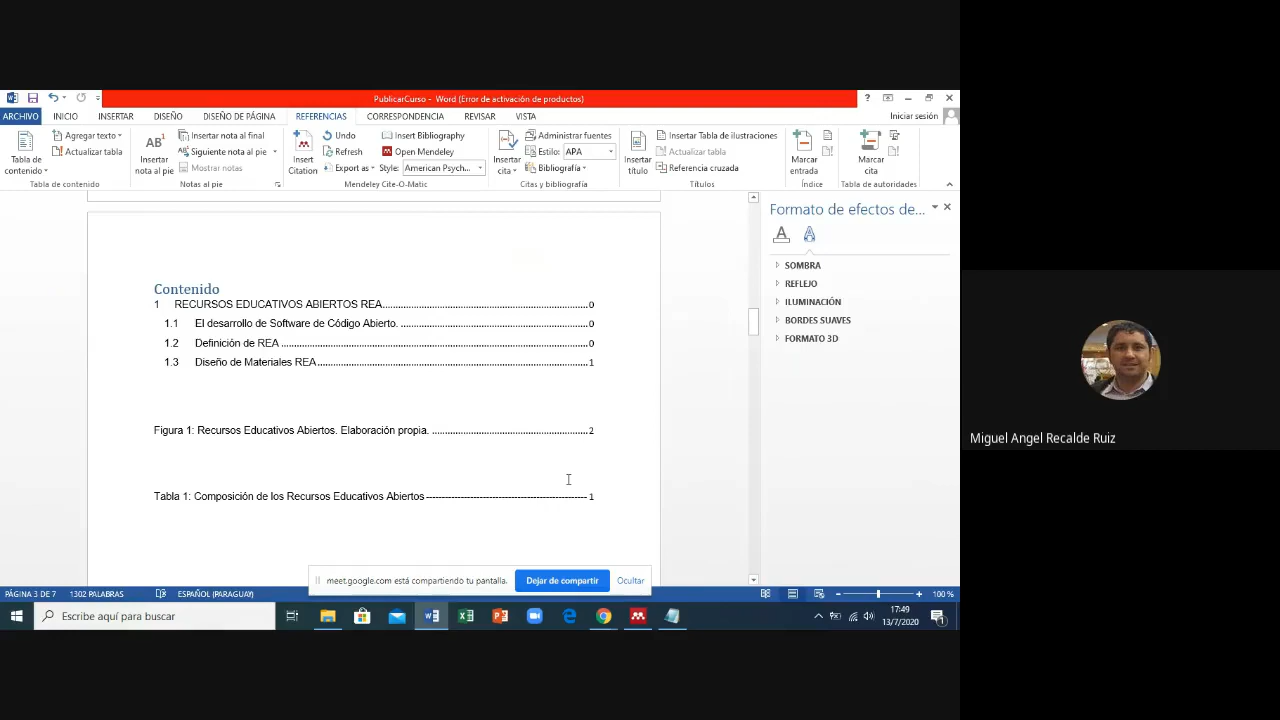 PublicarCurso - Word (Error de activación de productos)
ARCHIVO INICIO INSERTAR DISEÑO DISEÑO DE PÁGINA REFERENCIAS CORRESPONDENCIA REVISAR VISTA Iniciar sesión
Tabla de contenido
Agregar texto
Actualizar tabla
Tabla de contenido
AB1
Insertar nota al pie
Insertar nota al final
Siguiente nota al pie
Mostrar notas
Notas al pie
Insert Citation
Undo
Refresh
Export as
Insert Bibliography
Open Mendeley
Style: American Psych...
Mendeley Cite-O-Matic
Insertar cita
Administrar fuentes
Estilo: APA
Bibliografía
Citas y bibliografía
Insertar título
Insertar Tabla de ilustraciones
Actualizar tabla
Referencia cruzada
Títulos
Marcar entrada
Índice
Marcar cita
Tabla de autoridades
Contenido
1 RECURSOS EDUCATIVOS ABIERTOS REA 0
1.1 El desarrollo de Software de Código Abierto. 0
1.2 Definición de REA 0
1.3 Diseño de Materiales REA 1
Figura 1: Recursos Educativos Abiertos. Elaboración propia. 2
Tabla 1: Composición de los Recursos Educativos Abiertos 1
Formato de efectos de...
SOMBRA
REFLEJO
ILUMINACIÓN
BORDES SUAVES
FORMATO 3D
Miguel Angel Recalde Ruiz
meet.google.com está compartiendo tu pantalla. Dejar de compartir Ocultar
PÁGINA 3 DE 7 1302 PALABRAS ESPAÑOL (PARAGUAY) 100 %
Escribe aquí para buscar
17:49
13/7/2020